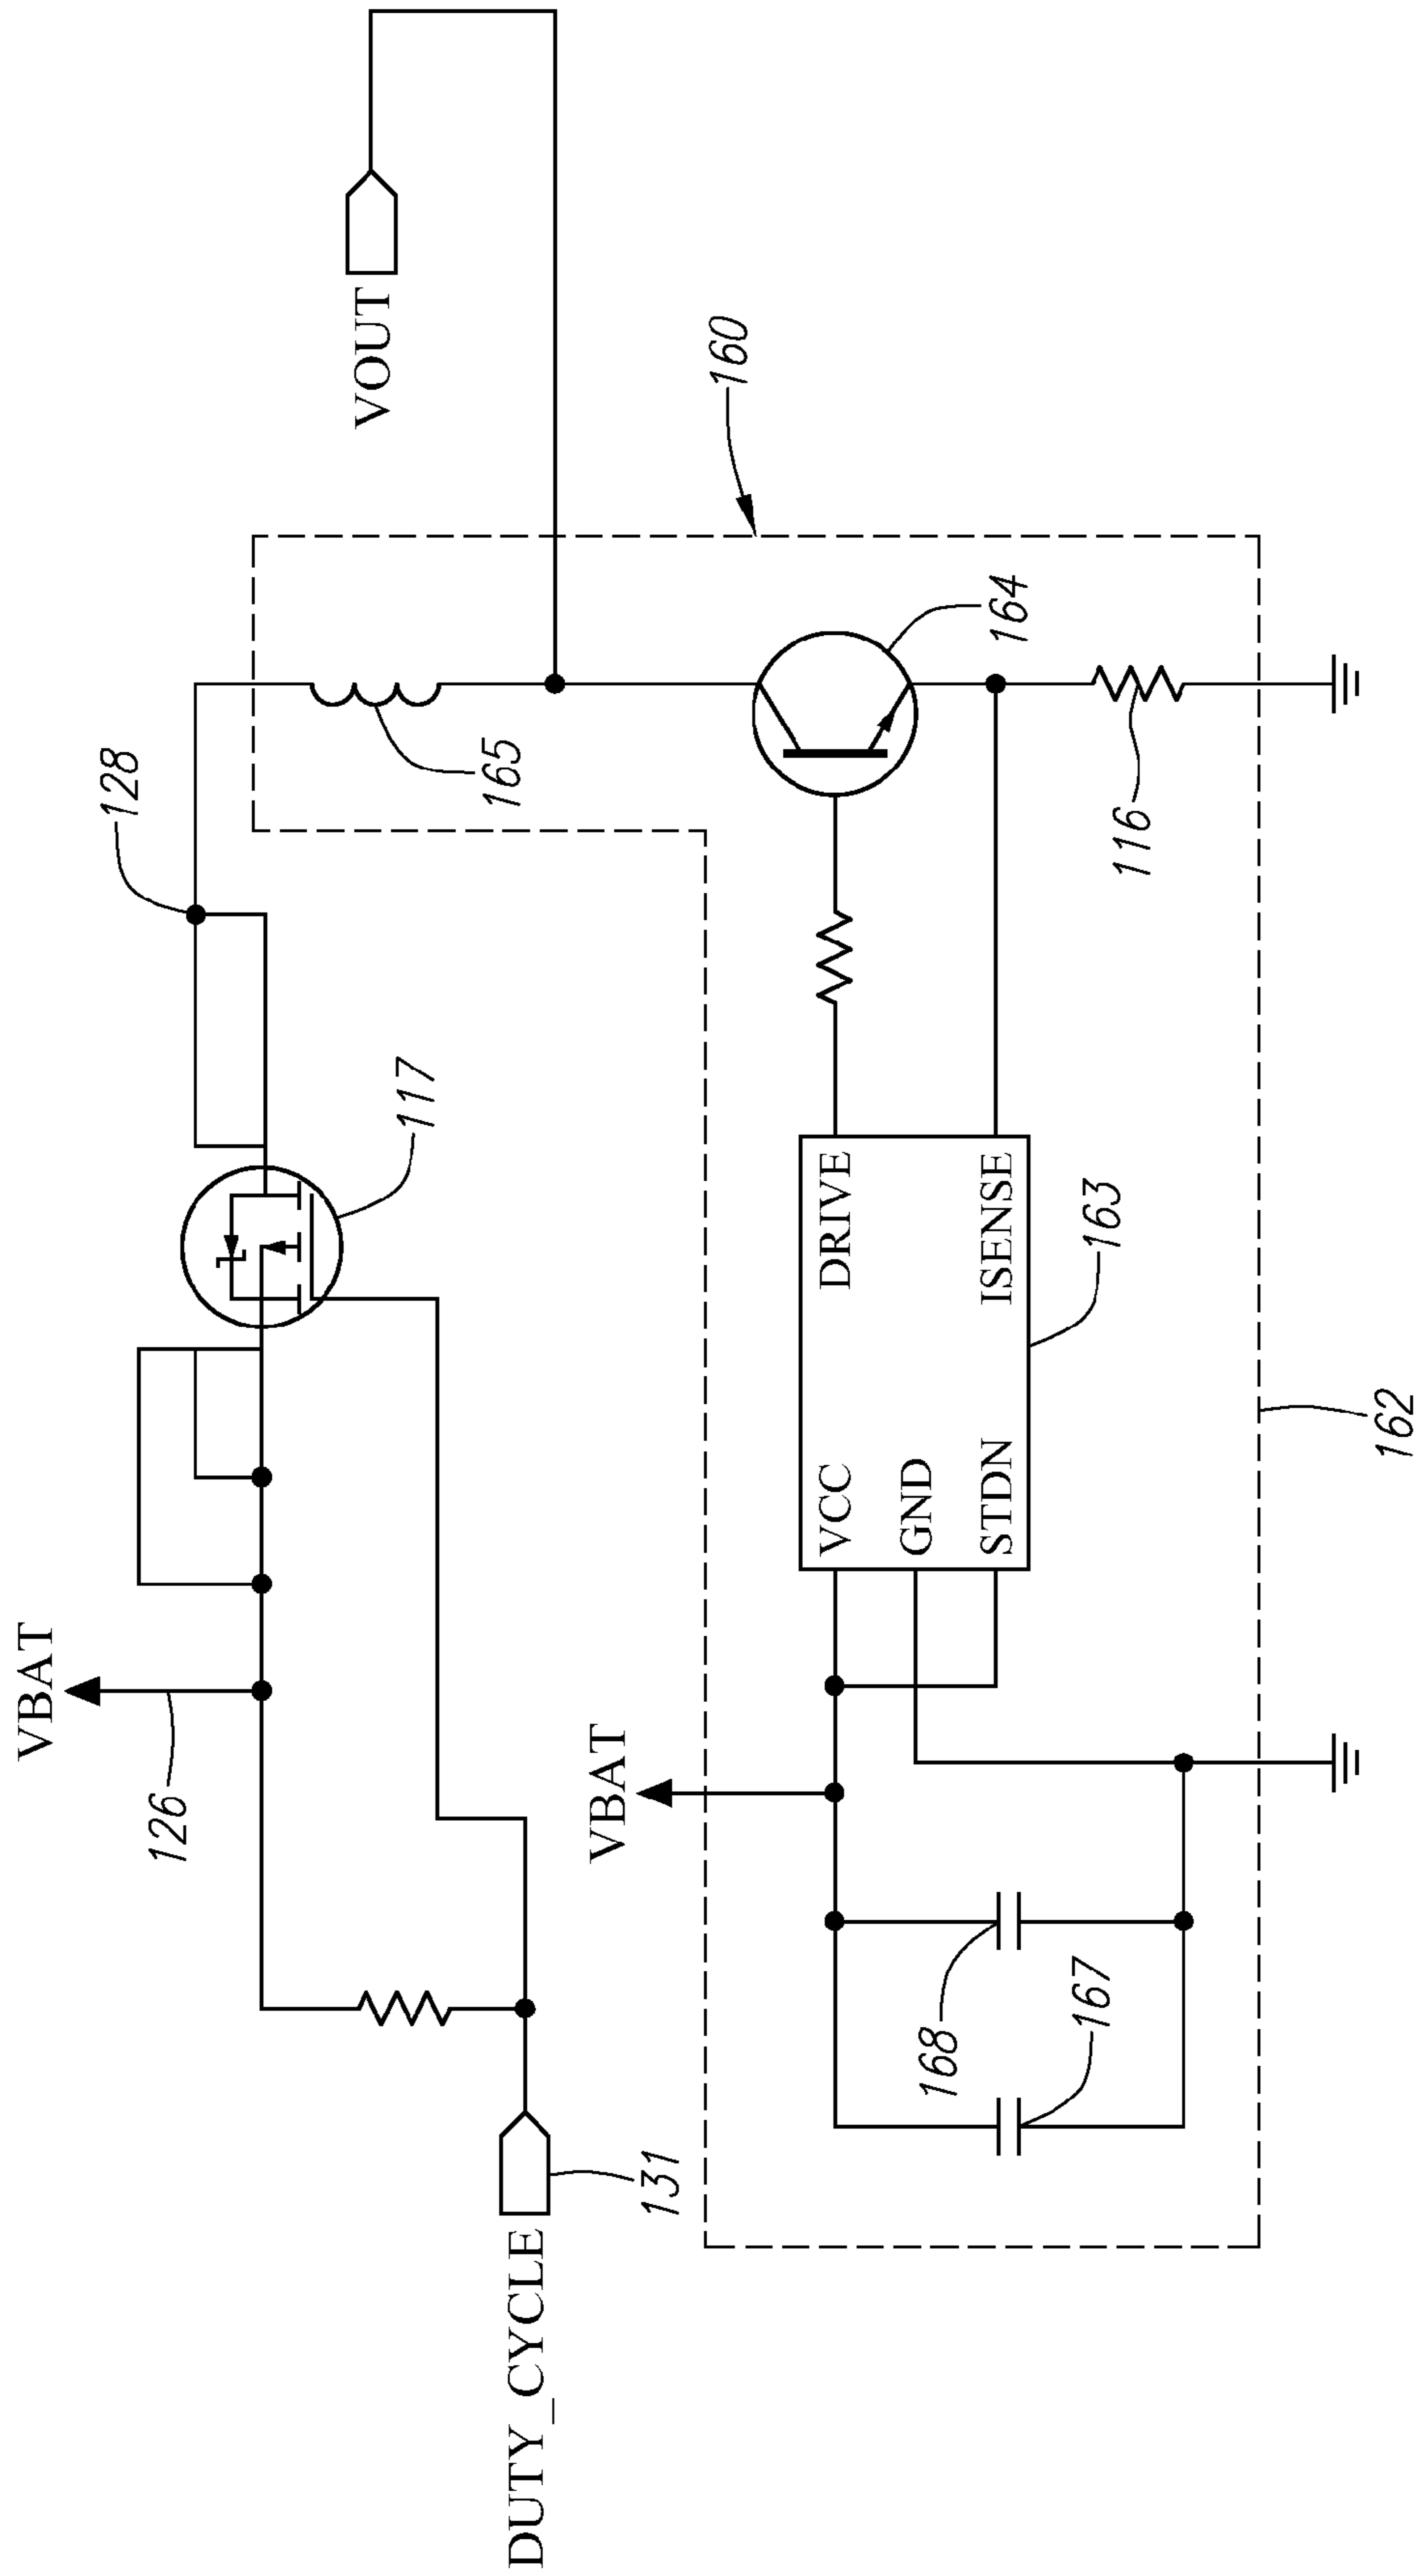 VOUT
160
128
165
164
116
117
DRIVE
ISENSE
163
VCC
GND
STDN
162
VBAT
126
VBAT
168
167
131
DUTY_CYCLE